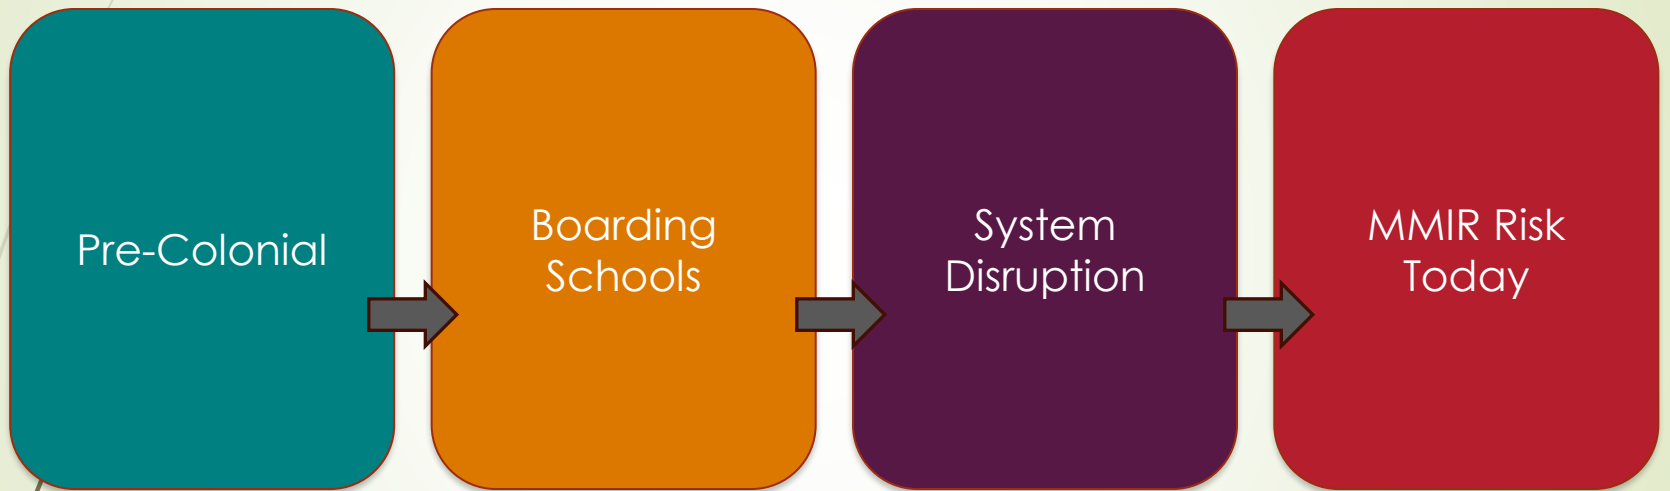 Pre-Colonial
Boarding
Schools
System
Disruption
MMIR Risk
Today